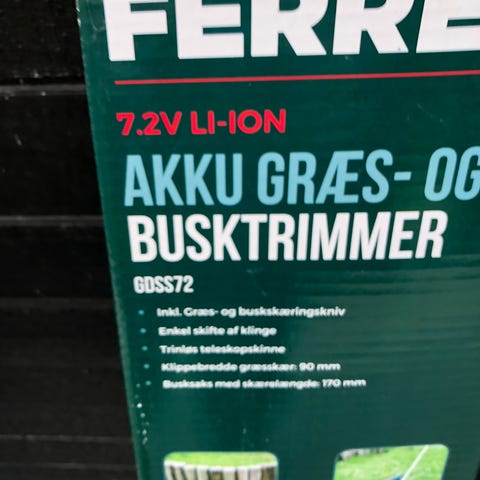 FERRE
7.2V LI-ION
AKKU GRÆS- OG
BUSKTRIMMER
GDSS72
Inkl. Græs- og buskskæringskniv
Enkel skifte af klinge
Trinløs teleskopskinne
Klippebredde græsskær: 90 mm
Busksaks med skærelængde: 170 mm